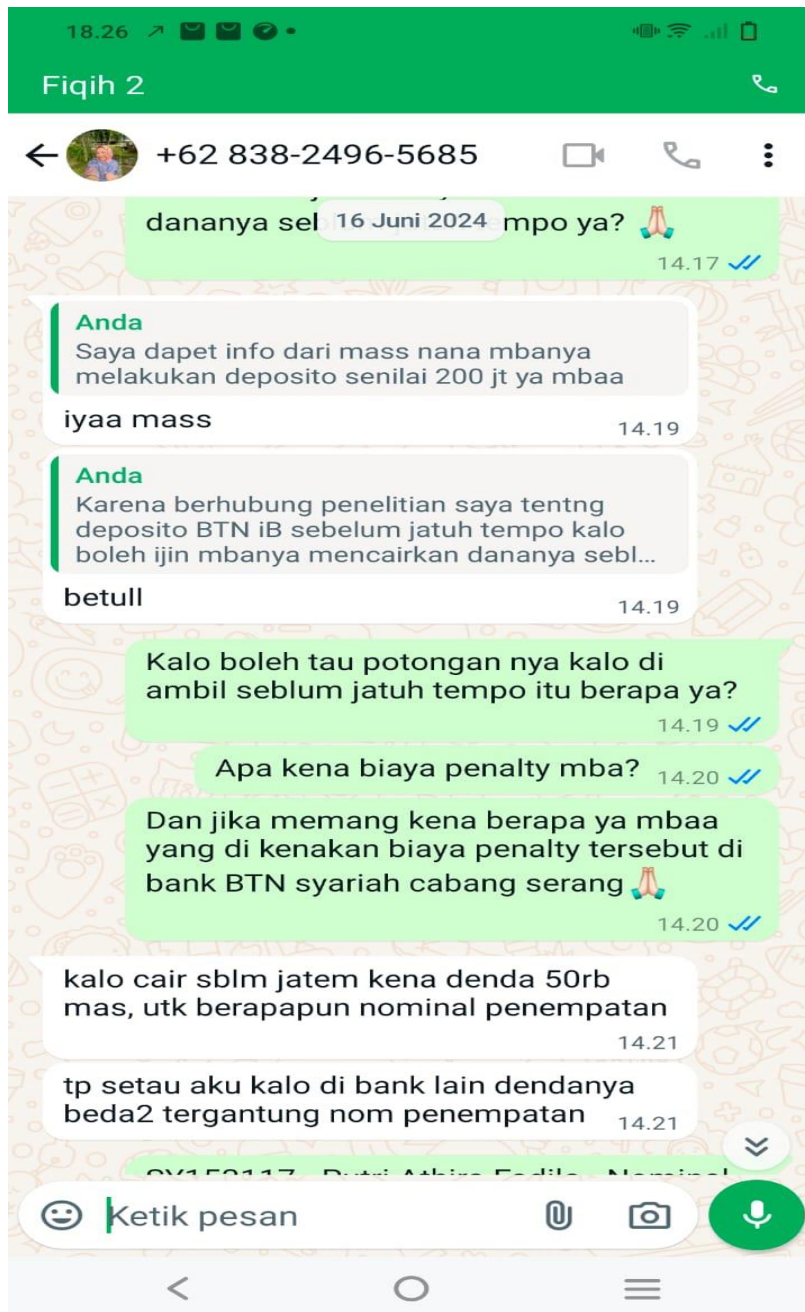 18.26
Fiqih 2
+62 838-2496-5685
16 Juni 2024
dananya seb mpo ya? 🙏🏻
14.17
Anda
Saya dapet info dari mass nana mbanya
melakukan deposito senilai 200 jt ya mbaa
iyaa mass
14.19
Anda
Karena berhubung penelitian saya tentng
deposito BTN iB sebelum jatuh tempo kalo
boleh ijin mbanya mencairkan dananya sebl...
betull
14.19
Kalo boleh tau potongan nya kalo di
ambil seblum jatuh tempo itu berapa ya?
14.19
Apa kena biaya penalty mba? 14.20
Dan jika memang kena berapa ya mbaa
yang di kenakan biaya penalty tersebut di
bank BTN syariah cabang serang 🙏🏻
14.20
kalo cair sblm jatem kena denda 50rb
mas, utk berapapun nominal penempatan
14.21
tp setau aku kalo di bank lain dendanya
beda2 tergantung nom penempatan 14.21
Ketik pesan